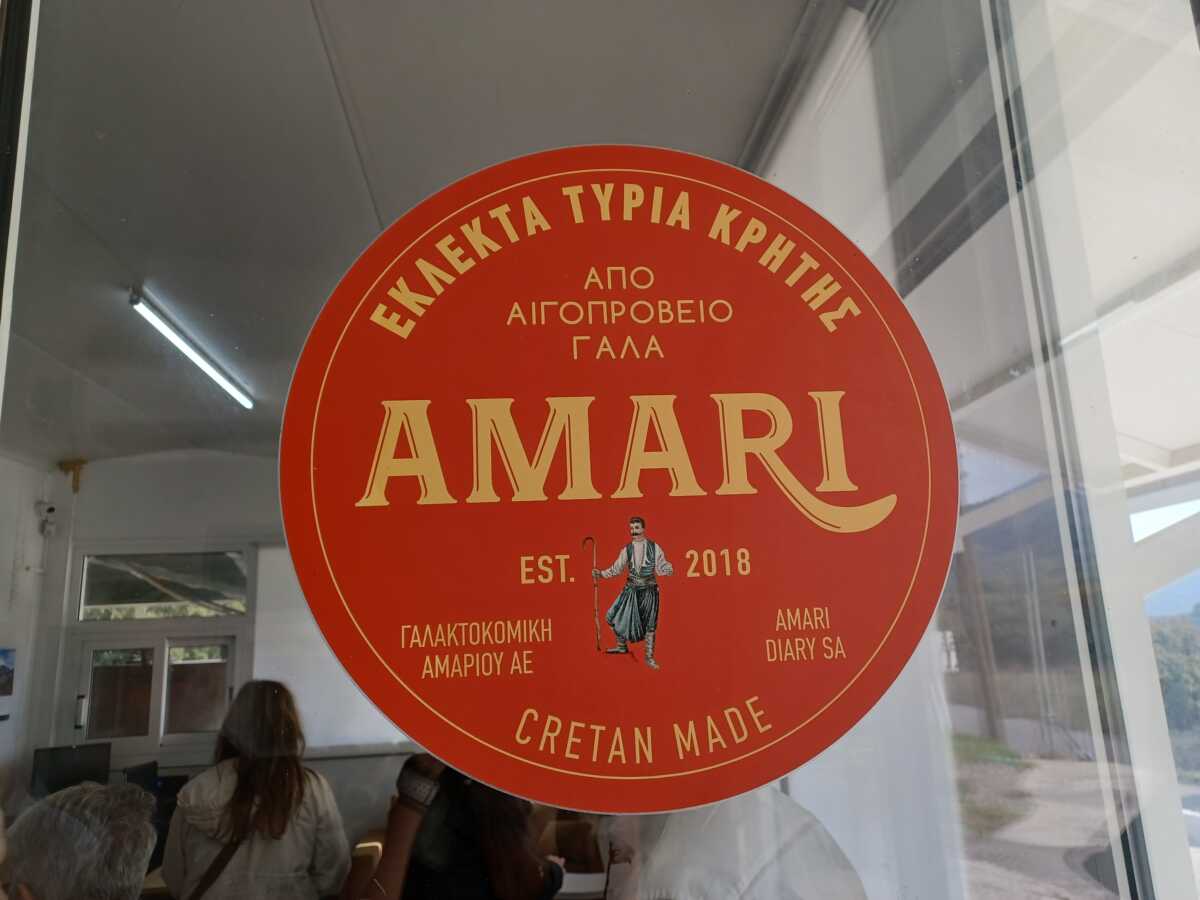 ΕΚΛΕΚΤΑ ΤΥΡΙΑ ΚΡΗΤΗΣ
ΑΠΟ
ΑΙΓΟΠΡΟΒΕΙΟ
ΓΑΛΑ
AMARI
EST. 2018
ΓΑΛΑΚΤΟΚΟΜΙΚΗ
ΑΜΑΡΙΟΥ ΑΕ
AMARI
DIARY SA
CRETAN MADE